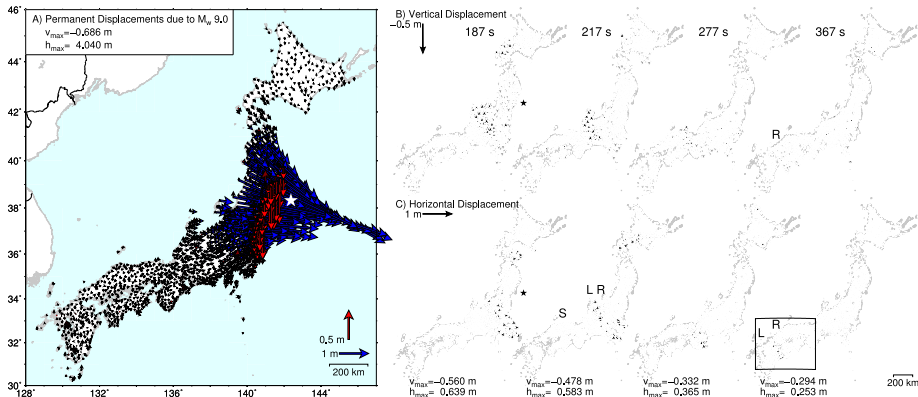 A) Permanent Displacements due to Mw 9.0
vmax=−0.686 m
hmax= 4.040 m
46˚
44˚
42˚
40˚
38˚
36˚
34˚
32˚
30˚
128˚
132˚
136˚
140˚
144˚
0.5 m
1 m
200 km
B) Vertical Displacement
−0.5 m
187 s
217 s
277 s
367 s
R
C) Horizontal Displacement
1 m
S
L R
L
R
vmax=−0.560 m
hmax= 0.639 m
vmax=−0.478 m
hmax= 0.583 m
vmax=−0.332 m
hmax= 0.365 m
vmax=−0.294 m
hmax= 0.253 m
200 km